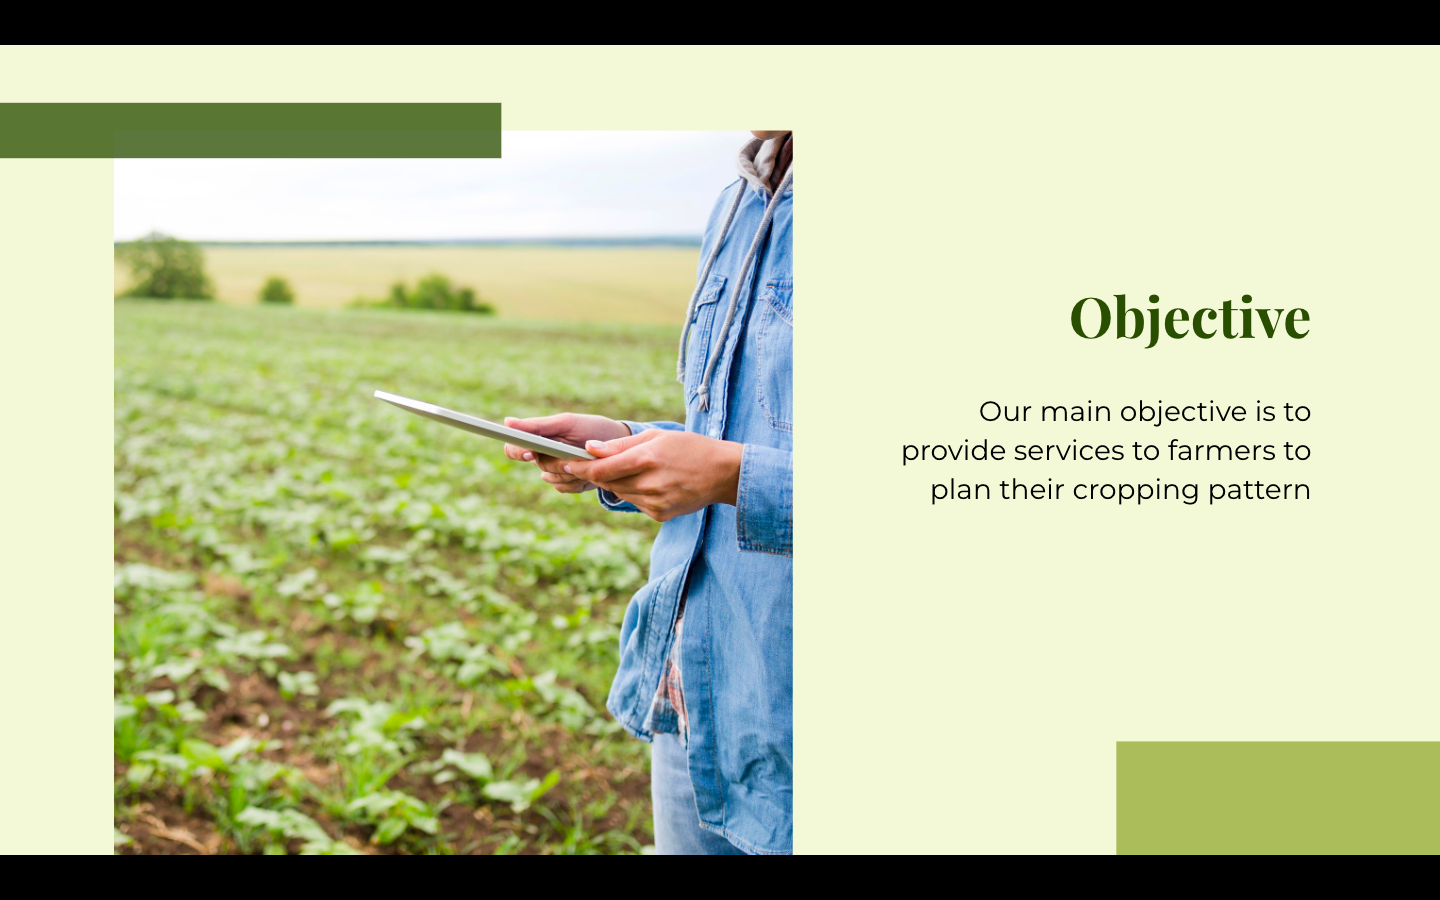 Objective
Our main objective is to
provide services to farmers to
plan their cropping pattern